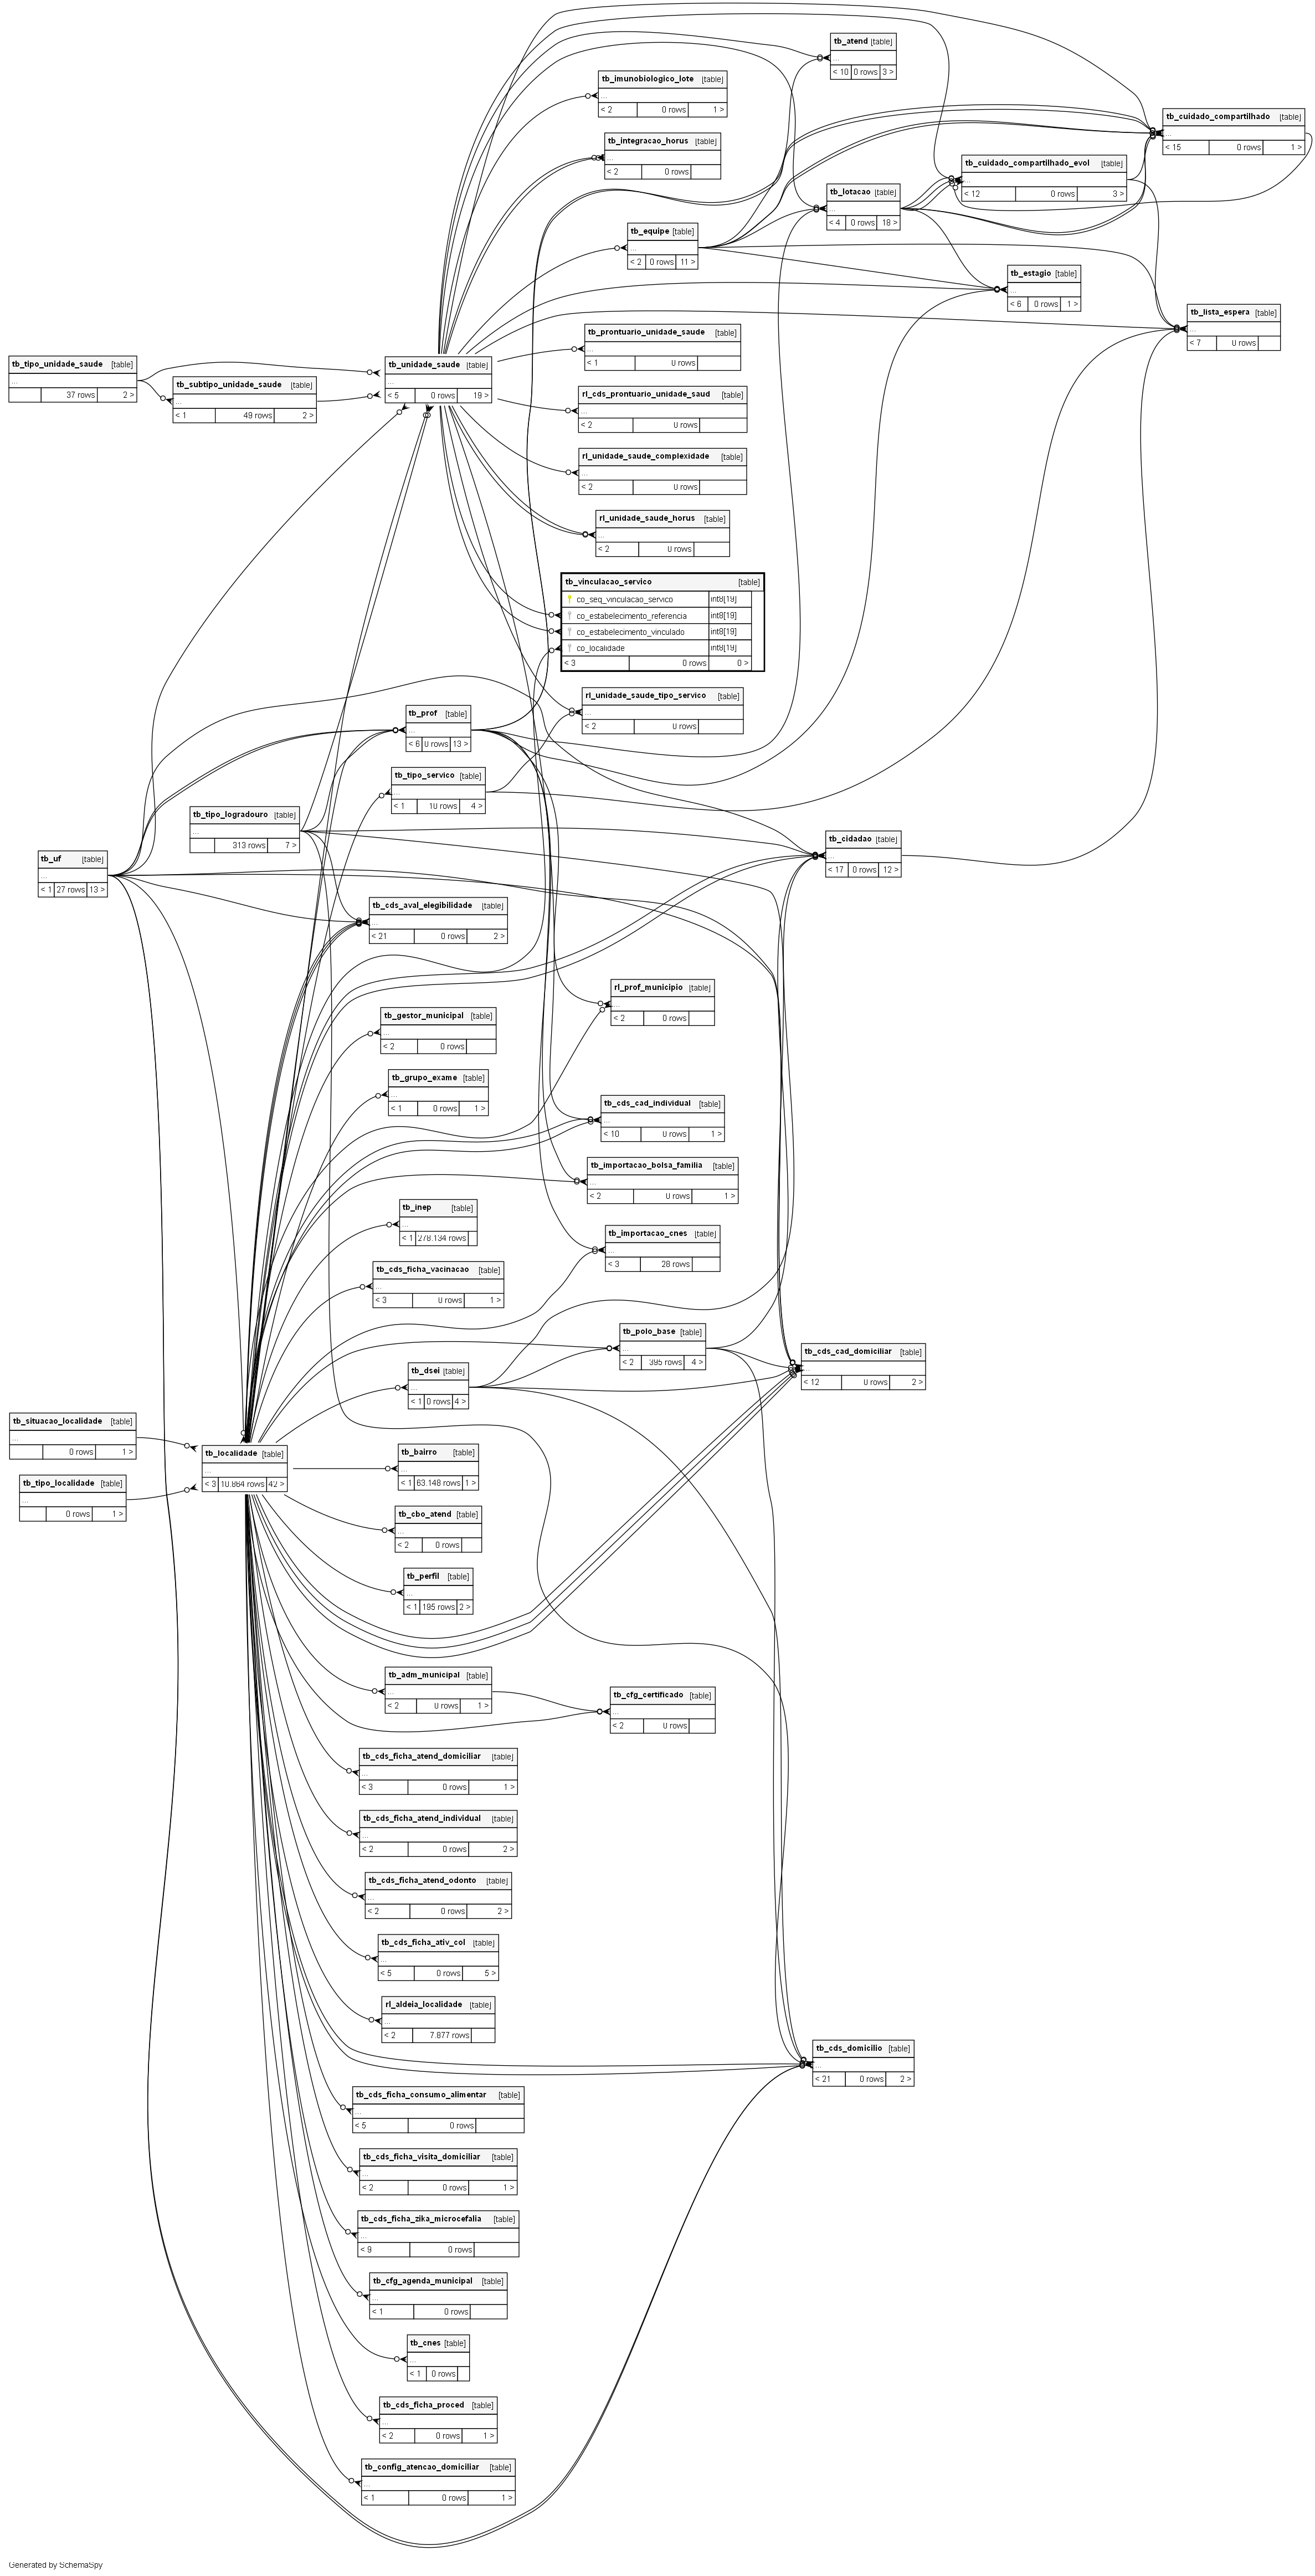 tb_atend [table]
...
< 10 0 rows 3 >
tb_imunobiologico_lote [table]
...
< 2 0 rows 1 >
tb_cuidado_compartilhado [table]
...
< 15 0 rows 1 >
tb_integracao_horus [table]
...
< 2 0 rows
tb_cuidado_compartilhado_evol [table]
...
< 12 0 rows 3 >
tb_lotacao [table]
...
< 4 0 rows 18 >
tb_equipe [table]
...
< 2 0 rows 11 >
tb_estagio [table]
...
< 6 0 rows 1 >
tb_lista_espera [table]
...
< 7 0 rows
tb_prontuario_unidade_saude [table]
...
< 1 0 rows
tb_tipo_unidade_saude [table]
...
37 rows 2 >
tb_unidade_saude [table]
...
< 5 0 rows 19 >
tb_subtipo_unidade_saude [table]
...
< 1 49 rows 2 >
rl_cds_prontuario_unidade_saud [table]
...
< 2 0 rows
rl_unidade_saude_complexidade [table]
...
< 2 0 rows
rl_unidade_saude_horus [table]
...
< 2 0 rows
tb_vinculacao_servico [table]
co_seq_vinculacao_servico int8[19]
co_estabelecimento_referencia int8[19]
co_estabelecimento_vinculado int8[19]
co_localidade int8[19]
< 3 0 rows 0 >
rl_unidade_saude_tipo_servico [table]
...
< 2 0 rows
tb_prof [table]
...
< 6 0 rows 13 >
tb_tipo_servico [table]
...
< 1 10 rows 4 >
tb_tipo_logradouro [table]
...
313 rows 7 >
tb_cidadao [table]
...
< 17 0 rows 12 >
tb_uf [table]
...
< 1 27 rows 13 >
tb_cds_aval_elegibilidade [table]
...
< 21 0 rows 2 >
rl_prof_municipio [table]
...
< 2 0 rows
tb_gestor_municipal [table]
...
< 2 0 rows
tb_grupo_exame [table]
...
< 1 0 rows 1 >
tb_cds_cad_individual [table]
...
< 10 0 rows 1 >
tb_importacao_bolsa_familia [table]
...
< 2 0 rows 1 >
tb_inep [table]
...
< 1 278.134 rows
tb_importacao_cnes [table]
...
< 3 28 rows
tb_cds_ficha_vacinacao [table]
...
< 3 0 rows 1 >
tb_polo_base [table]
...
< 2 395 rows 4 >
tb_cds_cad_domiciliar [table]
...
< 12 0 rows 2 >
tb_dsei [table]
...
< 1 0 rows 4 >
tb_situacao_localidade [table]
...
0 rows 1 >
tb_localidade [table]
...
< 3 10.864 rows 42 >
tb_bairro [table]
...
< 1 63.148 rows 1 >
tb_tipo_localidade [table]
...
0 rows 1 >
tb_cbo_atend [table]
...
< 2 0 rows
tb_perfil [table]
...
< 1 195 rows 2 >
tb_adm_municipal [table]
...
< 2 0 rows 1 >
tb_cfg_certificado [table]
...
< 2 0 rows
tb_cds_ficha_atend_domiciliar [table]
...
< 3 0 rows 1 >
tb_cds_ficha_atend_individual [table]
...
< 2 0 rows 2 >
tb_cds_ficha_atend_odonto [table]
...
< 2 0 rows 2 >
tb_cds_ficha_ativ_col [table]
...
< 5 0 rows 5 >
rl_aldeia_localidade [table]
...
< 2 7.877 rows
tb_cds_domicilio [table]
...
< 21 0 rows 2 >
tb_cds_ficha_consumo_alimentar [table]
...
< 5 0 rows
tb_cds_ficha_visita_domiciliar [table]
...
< 2 0 rows 1 >
tb_cds_ficha_zika_microcefalia [table]
...
< 9 0 rows
tb_cfg_agenda_municipal [table]
...
< 1 0 rows
tb_cnes [table]
...
< 1 0 rows
tb_cds_ficha_proced [table]
...
< 2 0 rows 1 >
tb_config_atencao_domiciliar [table]
...
< 1 0 rows 1 >
Generated by SchemaSpy